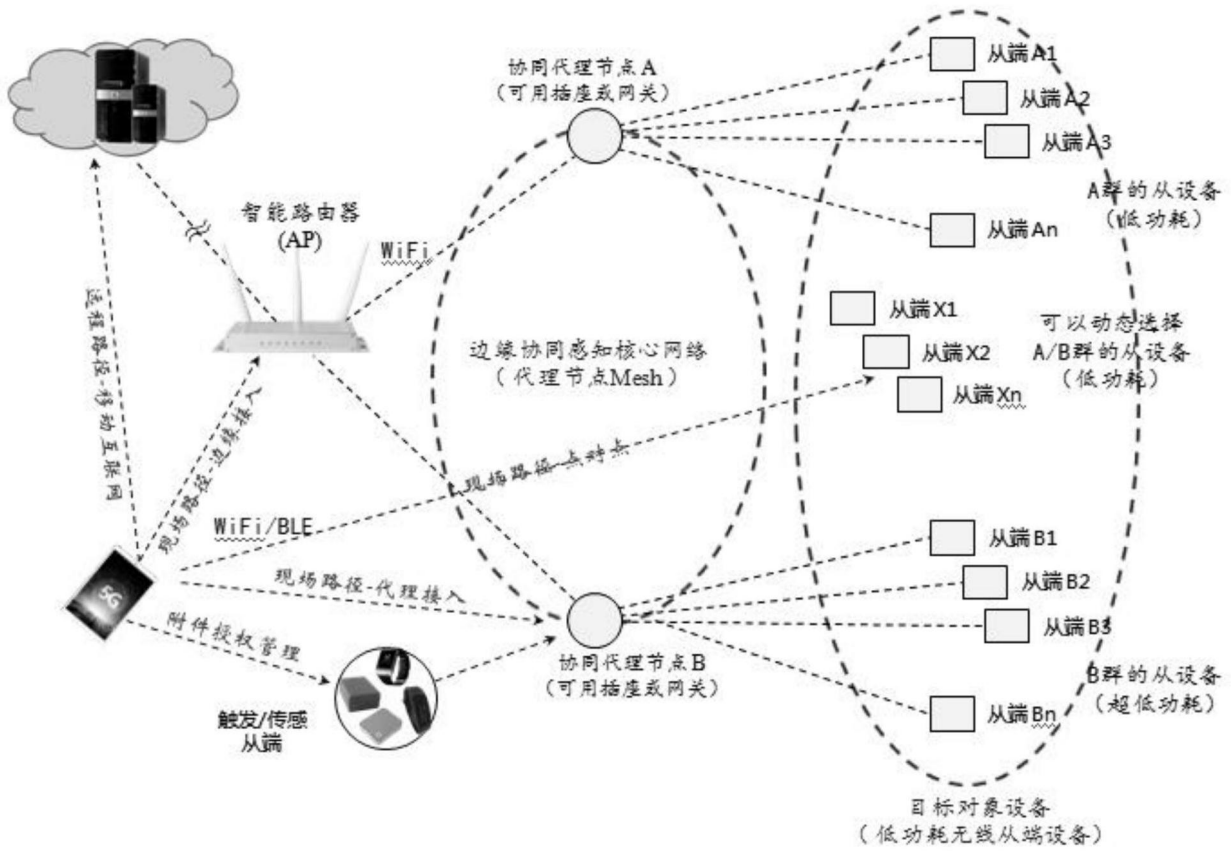 协同代理节点A
(可用插座或网关)
从端A1
从端A2
从端A3
A群的从设备
(低功耗)
从端An
智能路由器
(AP)
WiFi
从端X1
从端X2
从端Xn
可以动态选择
A/B群的从设备
(低功耗)
边缘协同感知核心网络
(代理节点Mesh)
远程路径-移动互联网
现场路径-边缘接入
现场路径-点对点
WiFi/BLE
5G
现场路径-代理接入
附件授权管理
从端B1
从端B2
从端B3
协同代理节点B
(可用插座或网关)
B群的从设备
(超低功耗)
从端Bn
触发/传感
从端
目标对象设备
(低功耗无线从端设备)